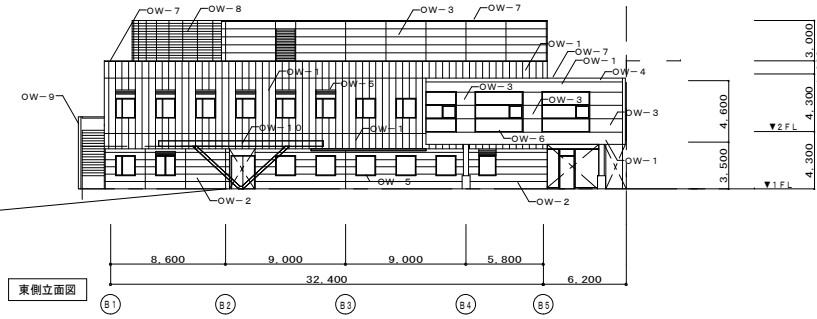 OW-7
OW-8
OW-3
OW-7
OW-1
OW-7
OW-1
OW-4
OW-1
OW-5
OW-3
OW-3
OW-3
OW-9
OW-10
OW-1
OW-6
OW-1
OW-5
OW-2
OW-2
3,000
4,300
4,600
▼2FL
3,500
4,300
▼1FL
8,600
9,000
9,000
5,800
32,400
6,200
東側立面図
B1
B2
B3
B4
B5